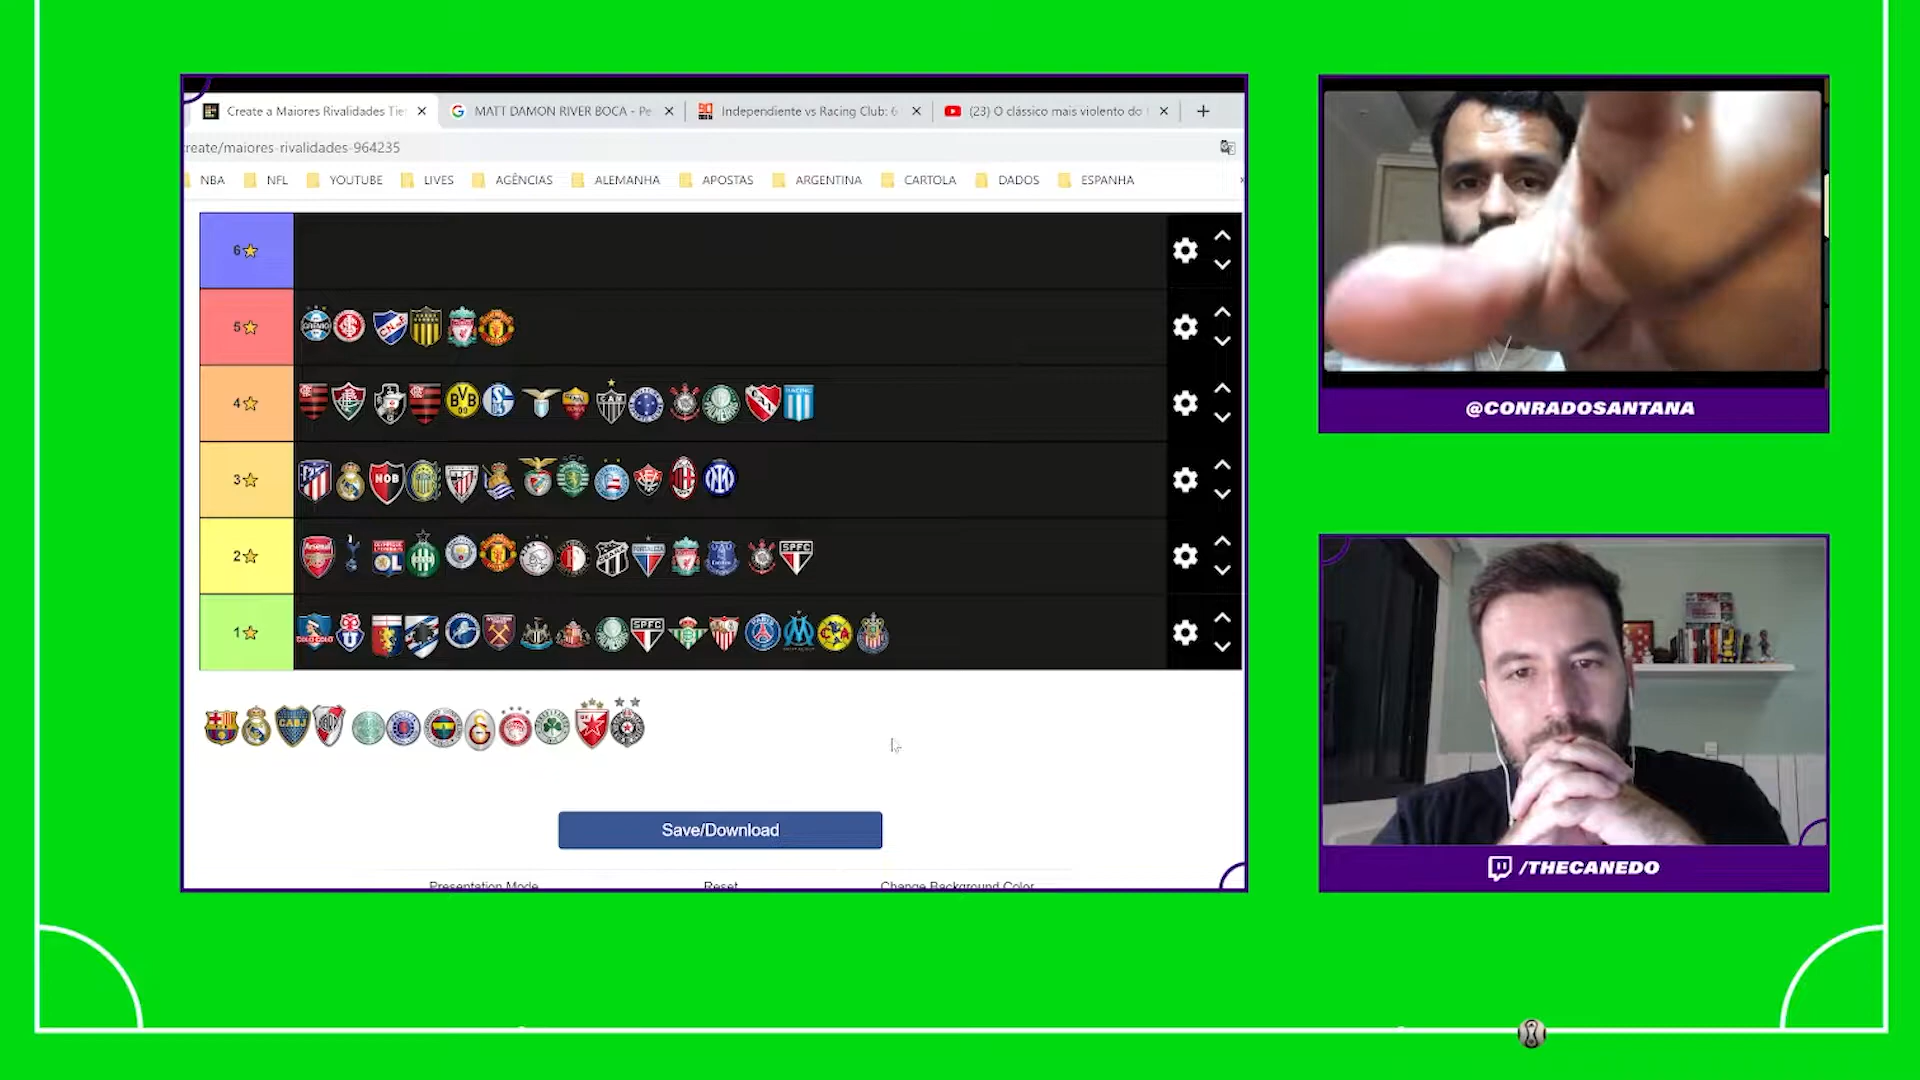 Create a Maiores Rivalidades Tie
MATT DAMON RIVER BOCA - Pe
Independiente vs Racing Club: 6
(23) O clássico mais violento do
reate/maiores-rivalidades-964235
NBA
NFL
YOUTUBE
LIVES
AGÊNCIAS
ALEMANHA
APOSTAS
ARGENTINA
CARTOLA
DADOS
ESPANHA
6
5
4
3
2
1
Save/Download
Presentation Mode
Reset
Change Background Color
@CONRADOSANTANA
/THECANEDO